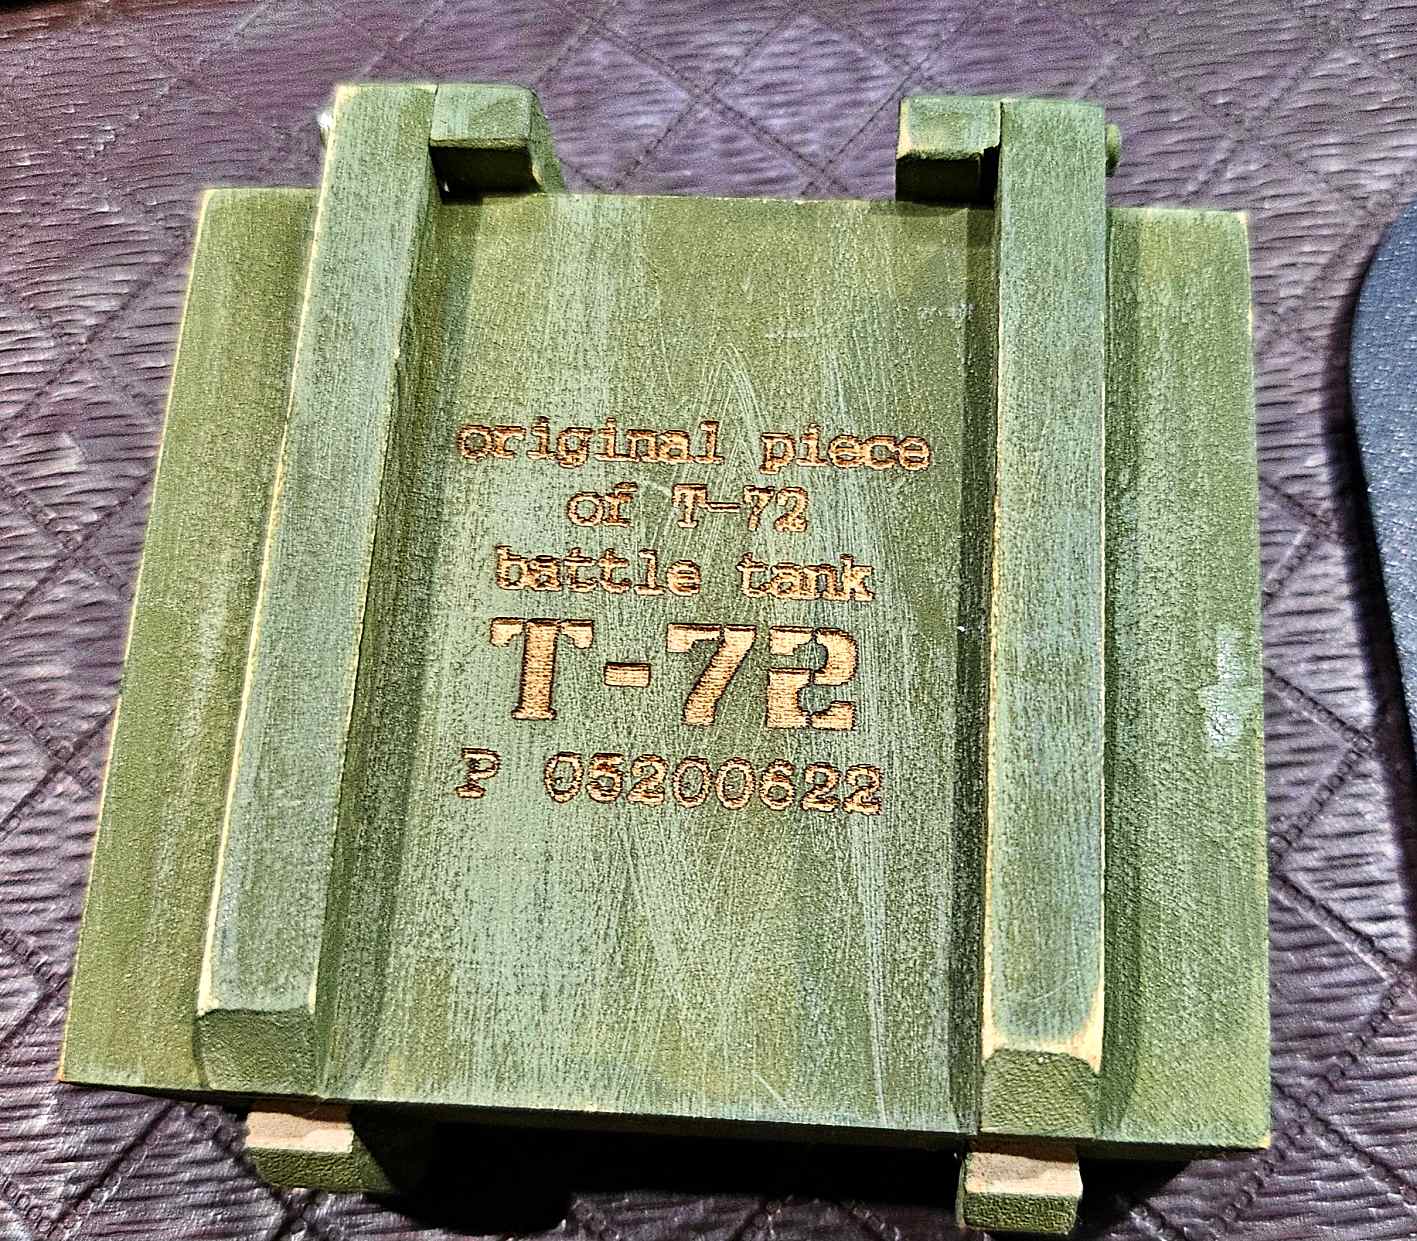 original piece
of T-72
battle tank
T-72
P 05200622